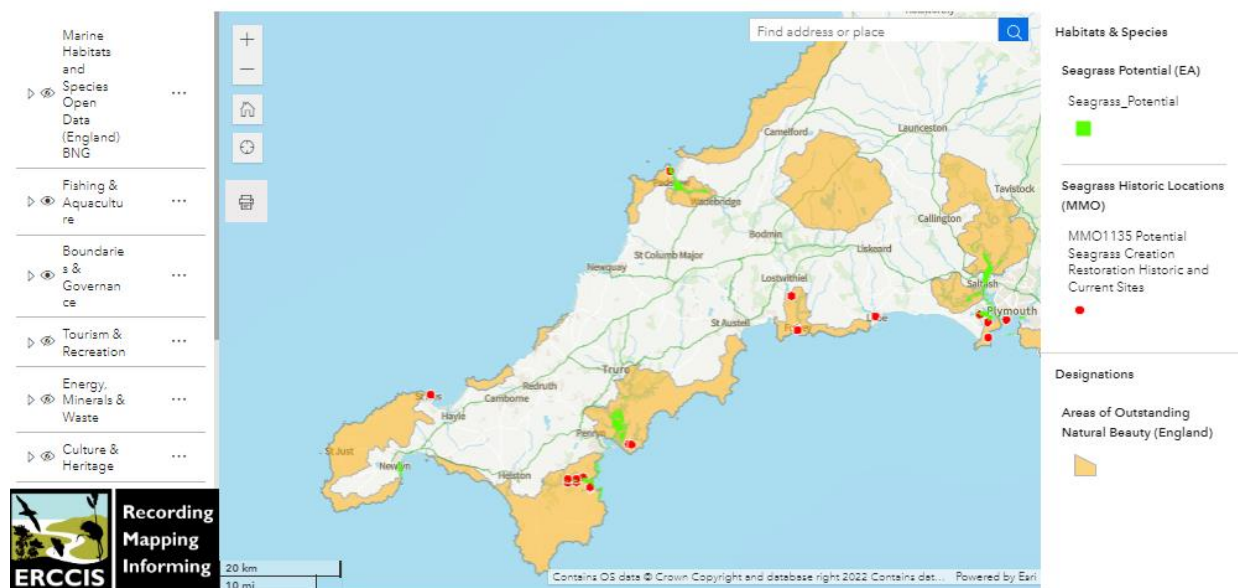 Marine
Habitats
and
Species
Open
Data
(England)
BNG
Fishing &
Aquacultu
re
Boundarie
s &
Governan
ce
Tourism &
Recreation
Energy,
Minerals &
Waste
Culture &
Heritage
ERCCIS
Recording
Mapping
Informing
Find address or place
Camelford
Launceston
Tavistock
Wadebridge
Callington
Bodmin
Liskeard
St Columb Major
Newquay
Lostwithiel
Saltash
Plymouth
St Austell
Truro
Redruth
Camborne
Hayle
St Just
Helston
20 km
10 mi
Contains OS data © Crown Copyright and database right 2022 Contains dat...
Powered by Esri
Habitats & Species
Seagrass Potential (EA)
Seagrass_Potential
Seagrass Historic Locations
(MMO)
MMO1135 Potential
Seagrass Creation
Restoration Historic and
Current Sites
Designations
Areas of Outstanding
Natural Beauty (England)